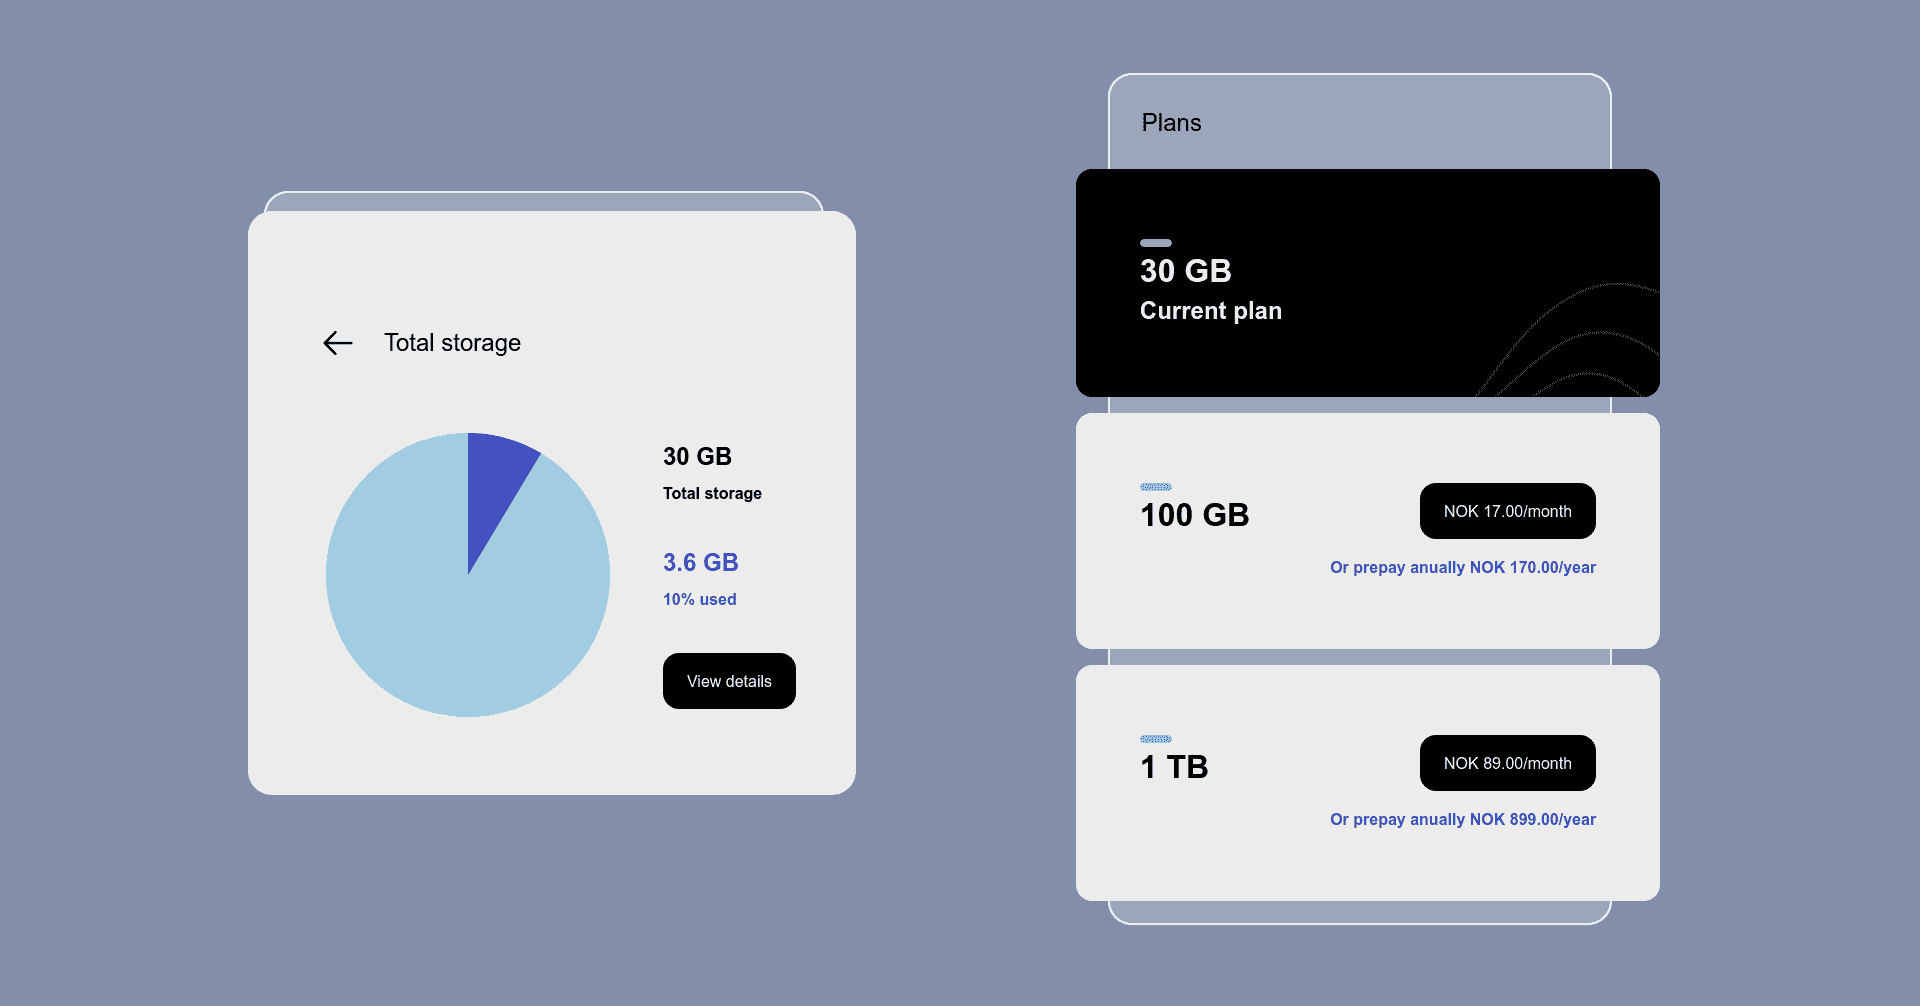 Total storage
30 GB
Total storage
3.6 GB
10% used
View details
Plans
30 GB
Current plan
100 GB
NOK 17.00/month
Or prepay anually NOK 170.00/year
1 TB
NOK 89.00/month
Or prepay anually NOK 899.00/year